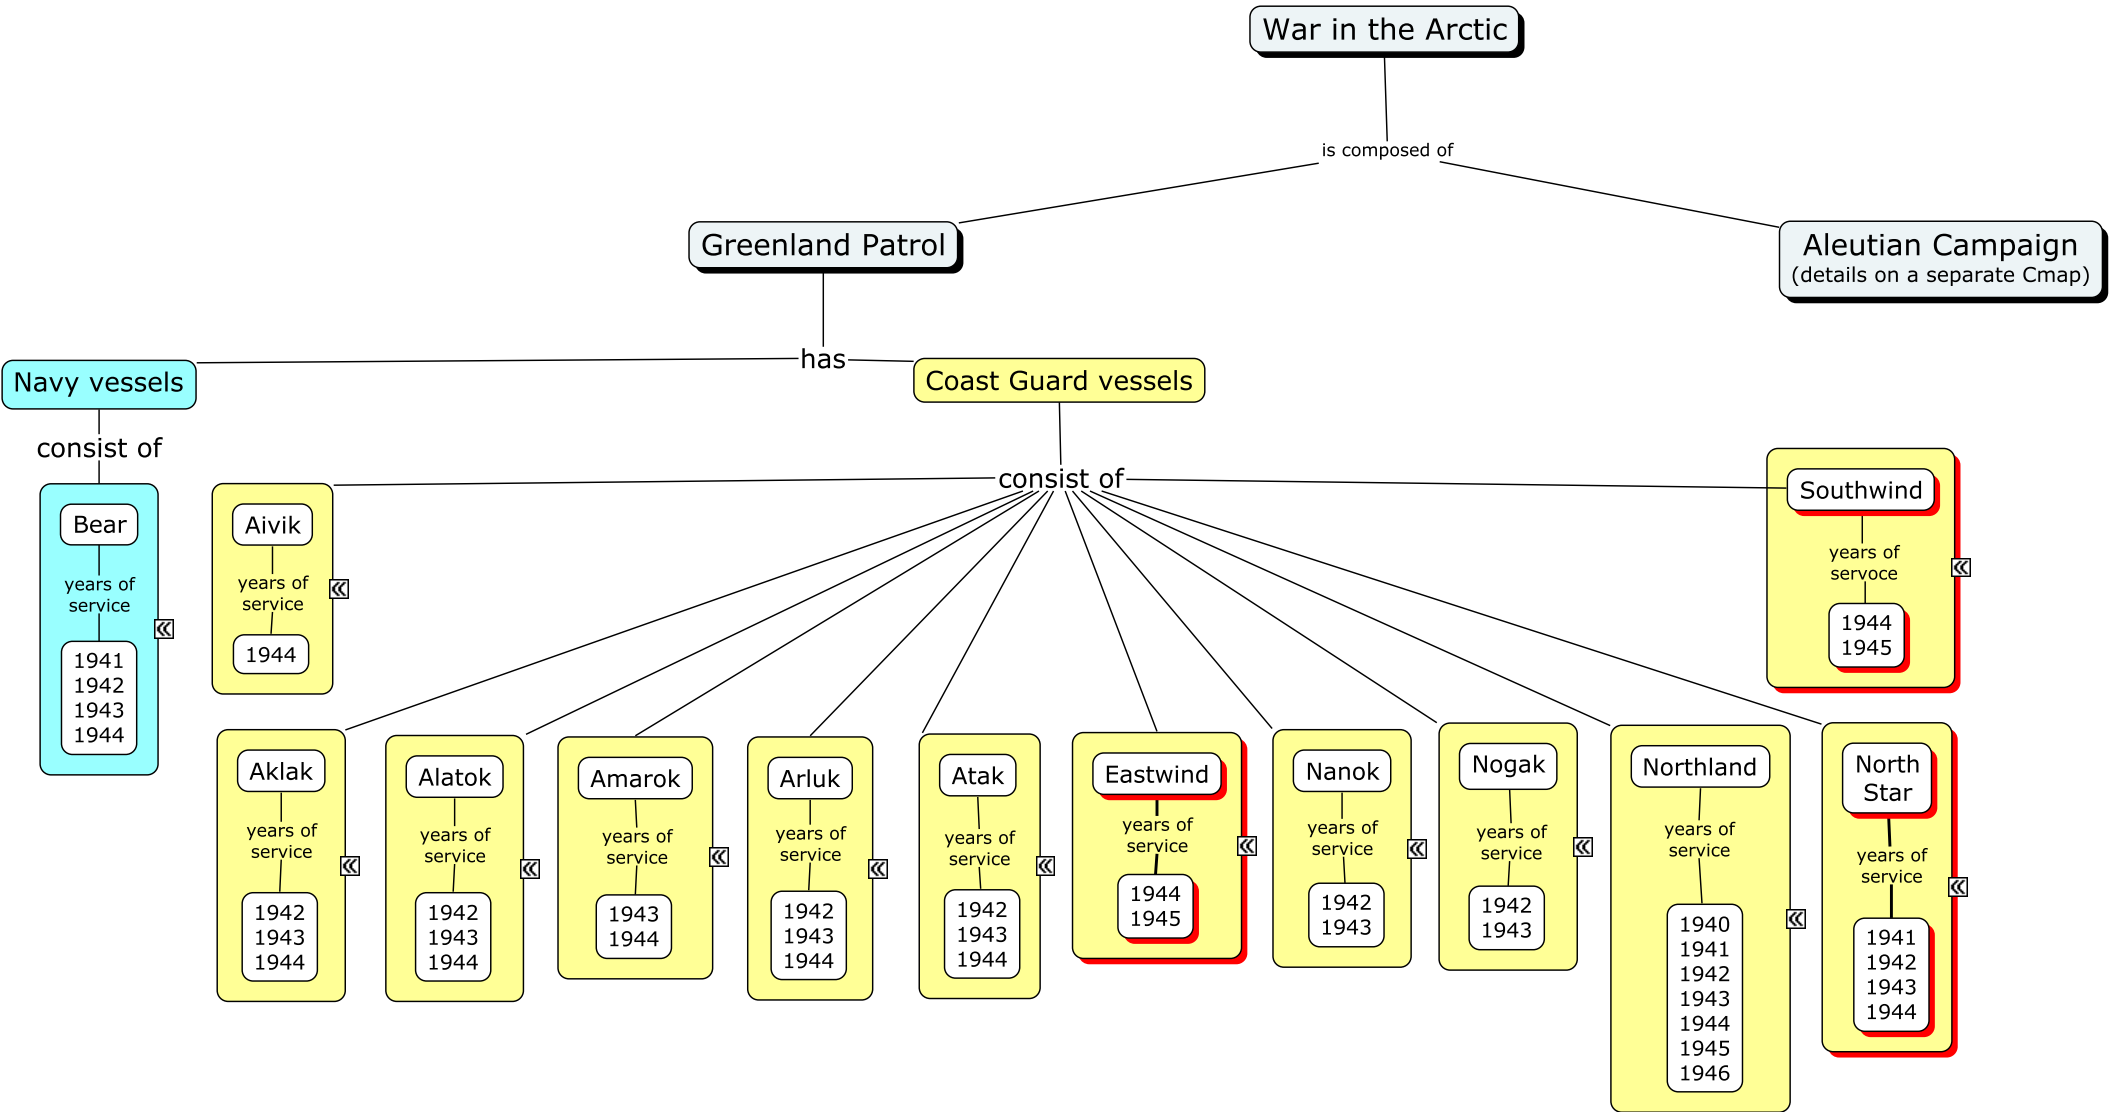 War in the Arctic
is composed of
Greenland Patrol
Aleutian Campaign
(details on a separate Cmap)
has
Navy vessels
Coast Guard vessels
consist of
consist of
Bear
years of
service
1941
1942
1943
1944
Aivik
years of
service
1944
Southwind
years of
servoce
1944
1945
Aklak
years of
service
1942
1943
1944
Alatok
years of
service
1942
1943
1944
Amarok
years of
service
1943
1944
Arluk
years of
service
1942
1943
1944
Atak
years of
service
1942
1943
1944
Eastwind
years of
service
1944
1945
Nanok
years of
service
1942
1943
Nogak
years of
service
1942
1943
Northland
years of
service
1940
1941
1942
1943
1944
1945
1946
North
Star
years of
service
1941
1942
1943
1944